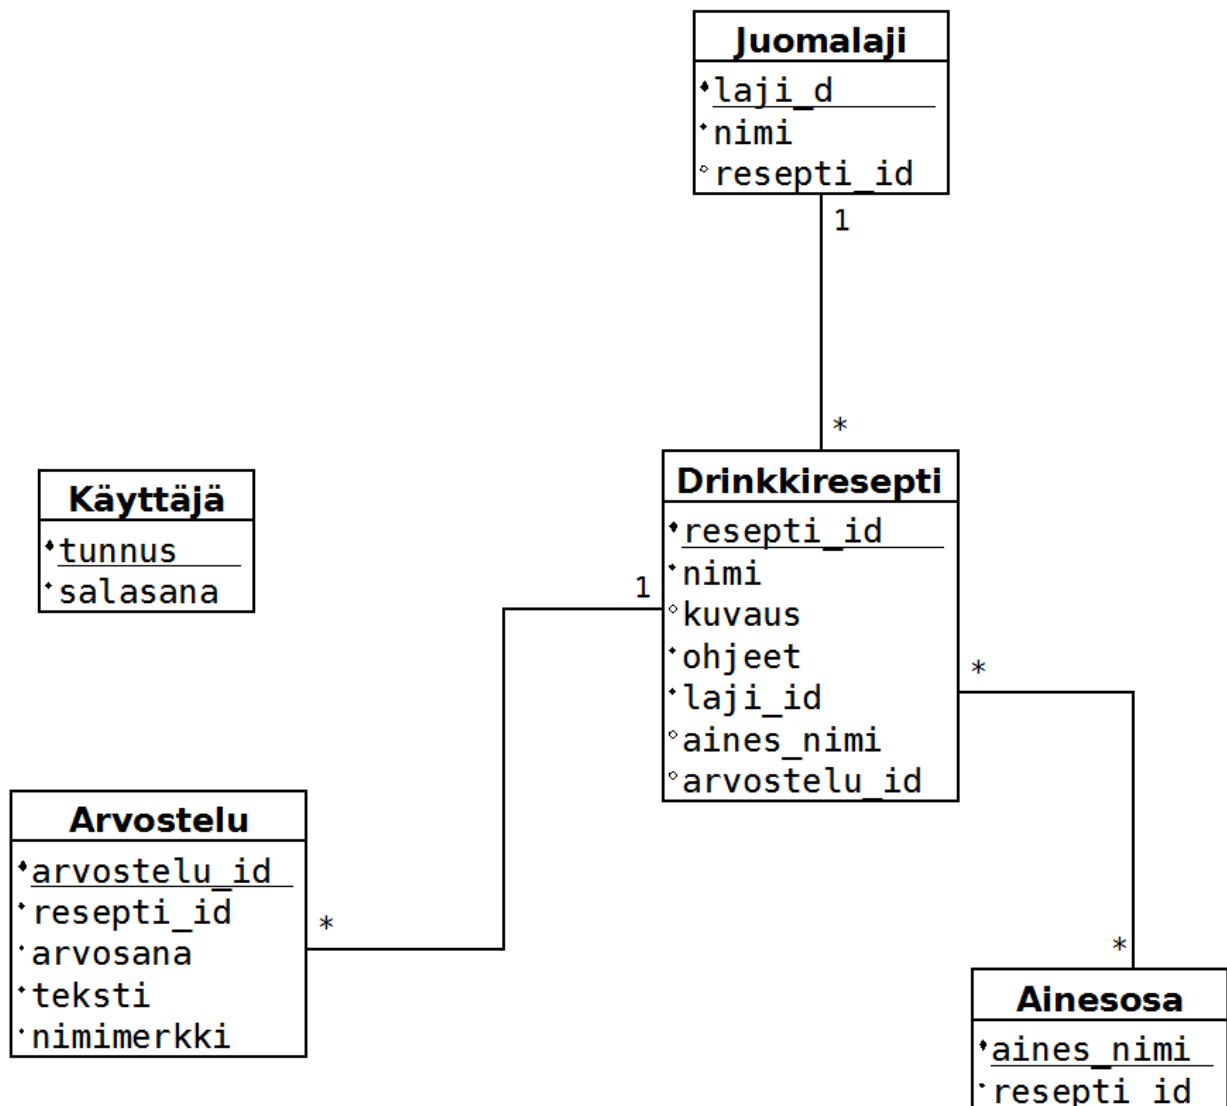 Juomalaji
laji_d
nimi
resepti_id
1
*
Drinkkiresepti
resepti_id
nimi
kuvaus
ohjeet
laji_id
aines_nimi
arvostelu_id
1
*
Käyttäjä
tunnus
salasana
Arvostelu
arvostelu_id
resepti_id
arvosana
teksti
nimimerkki
*
*
Ainesosa
aines_nimi
resepti_id